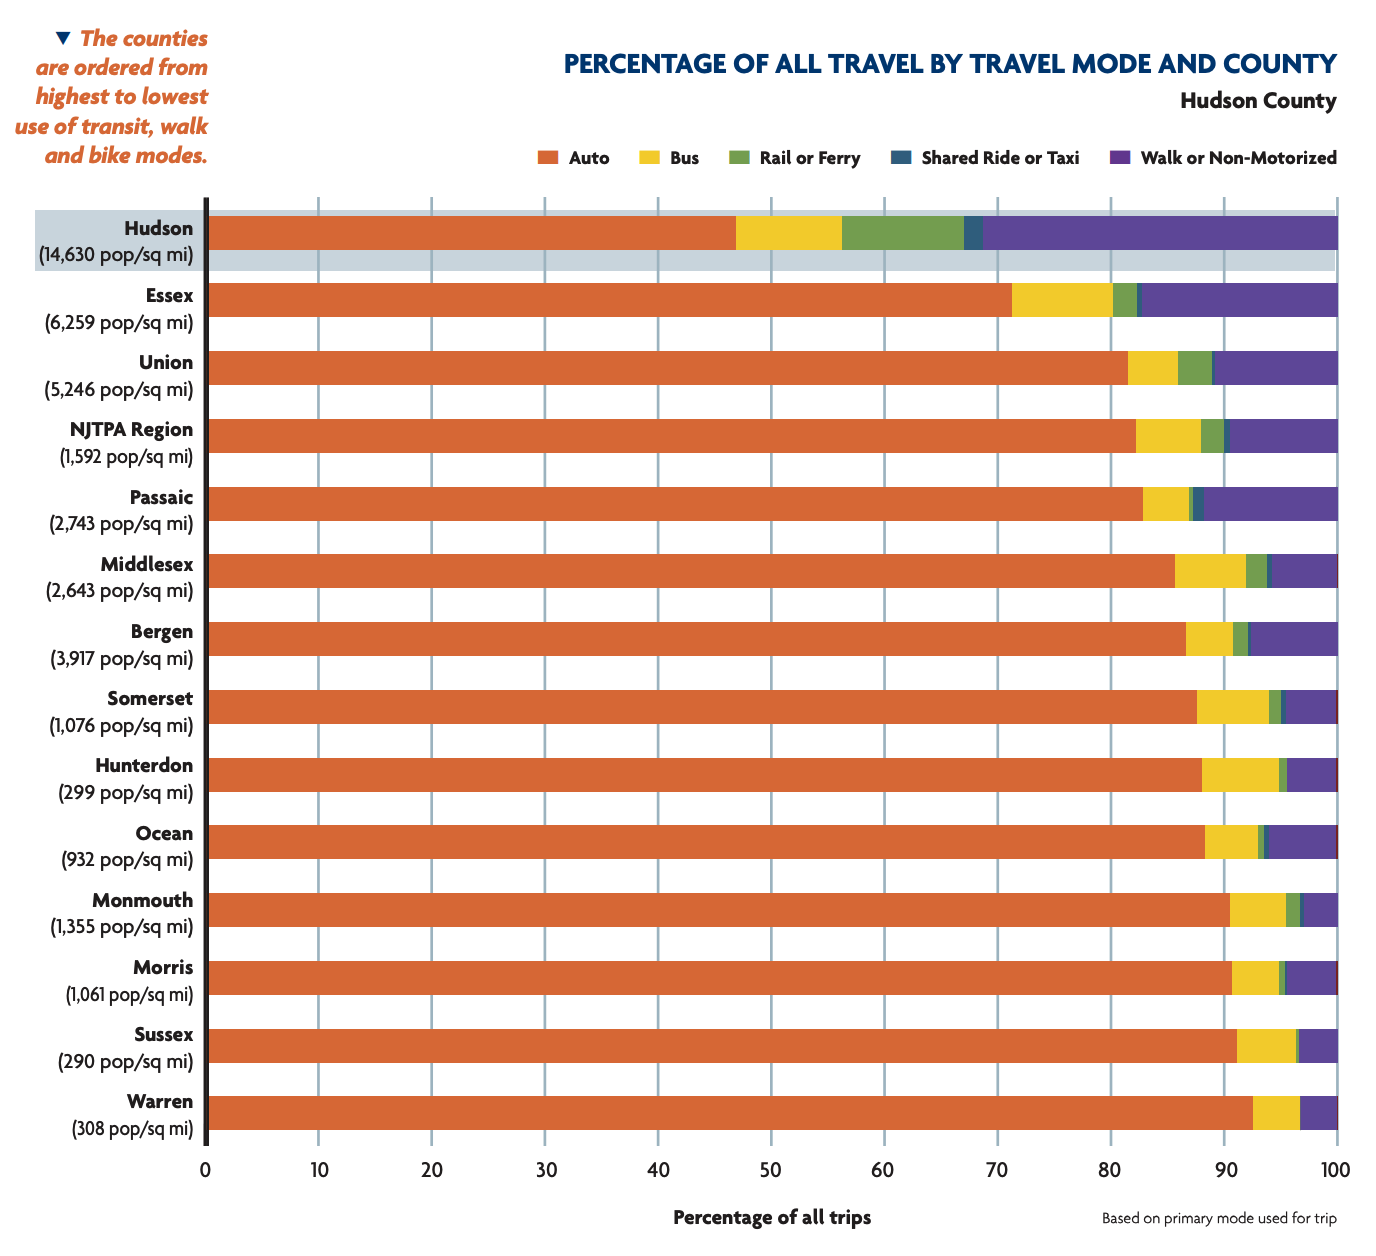 ▼ The counties
are ordered from
highest to lowest
use of transit, walk
and bike modes.
PERCENTAGE OF ALL TRAVEL BY TRAVEL MODE AND COUNTY
Hudson County
Auto Bus Rail or Ferry Shared Ride or Taxi Walk or Non-Motorized
Hudson
(14,630 pop/sq mi)
Essex
(6,259 pop/sq mi)
Union
(5,246 pop/sq mi)
NJTPA Region
(1,592 pop/sq mi)
Passaic
(2,743 pop/sq mi)
Middlesex
(2,643 pop/sq mi)
Bergen
(3,917 pop/sq mi)
Somerset
(1,076 pop/sq mi)
Hunterdon
(299 pop/sq mi)
Ocean
(932 pop/sq mi)
Monmouth
(1,355 pop/sq mi)
Morris
(1,061 pop/sq mi)
Sussex
(290 pop/sq mi)
Warren
(308 pop/sq mi)
0 10 20 30 40 50 60 70 80 90 100
Percentage of all trips
Based on primary mode used for trip